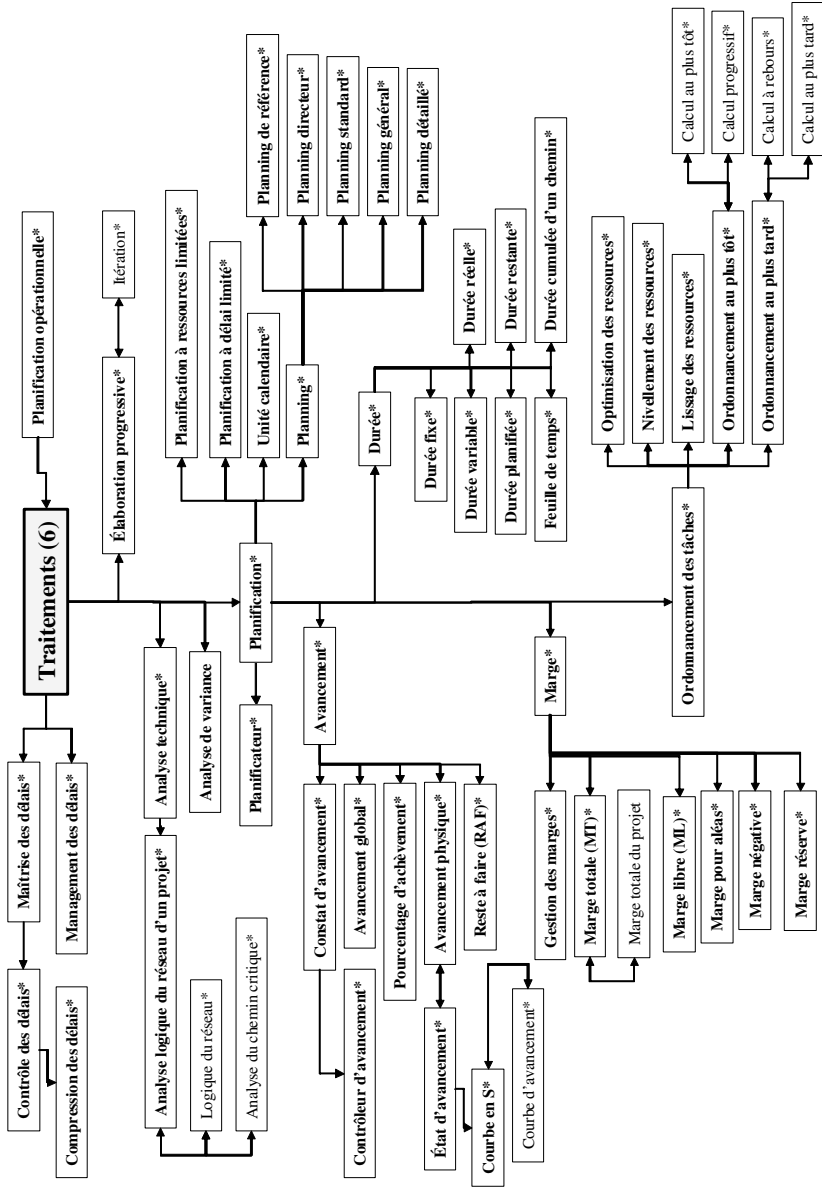 Planification opérationnelle*
Traitements (6)
Maîtrise des délais*
Management des délais*
Contrôle des délais*
Compression des délais*
Élaboration progressive*
Itération*
Analyse technique*
Analyse de variance
Analyse logique du réseau d’un projet*
Logique du réseau*
Analyse du chemin critique*
Planification*
Planificateur*
Planification à ressources limitées*
Planification à délai limité*
Unité calendaire*
Planning*
Planning de référence*
Planning directeur*
Planning standard*
Planning général*
Planning détaillé*
Avancement*
Constat d’avancement*
Avancement global*
Pourcentage d’achèvement*
Avancement physique*
Reste à faire (RAF)*
Contrôleur d’avancement*
État d’avancement*
Courbe en S*
Courbe d’avancement*
Durée*
Durée fixe*
Durée variable*
Durée planifiée*
Feuille de temps*
Durée réelle*
Durée restante*
Durée cumulée d’un chemin*
Marge*
Gestion des marges*
Marge totale (MT)*
Marge totale du projet
Marge libre (ML)*
Marge pour aléas*
Marge négative*
Marge réserve*
Ordonnancement des tâches*
Optimisation des ressources*
Nivellement des ressources*
Lissage des ressources*
Ordonnancement au plus tôt*
Ordonnancement au plus tard*
Calcul au plus tôt*
Calcul progressif*
Calcul à rebours*
Calcul au plus tard*